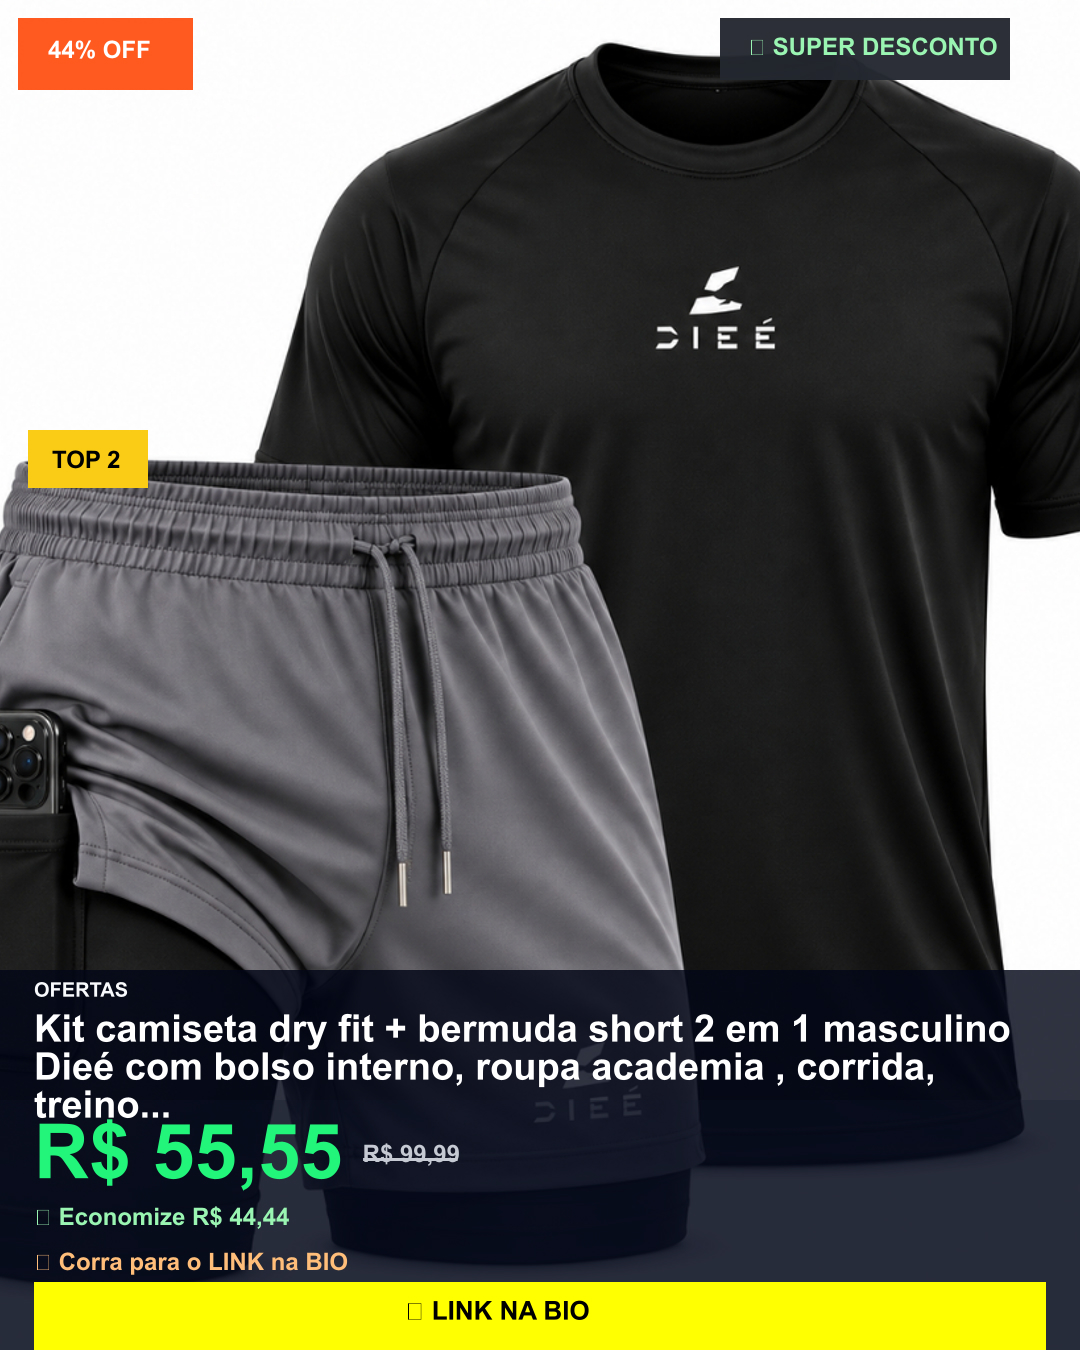 44% OFF
SUPER DESCONTO
DIEÉ
TOP 2
OFERTAS
Kit camiseta dry fit + bermuda short 2 em 1 masculino
Dieé com bolso interno, roupa academia , corrida,
treino...
DIEÉ
R$ 55,55 R$ 99,99
Economize R$ 44,44
Corra para o LINK na BIO
LINK NA BIO